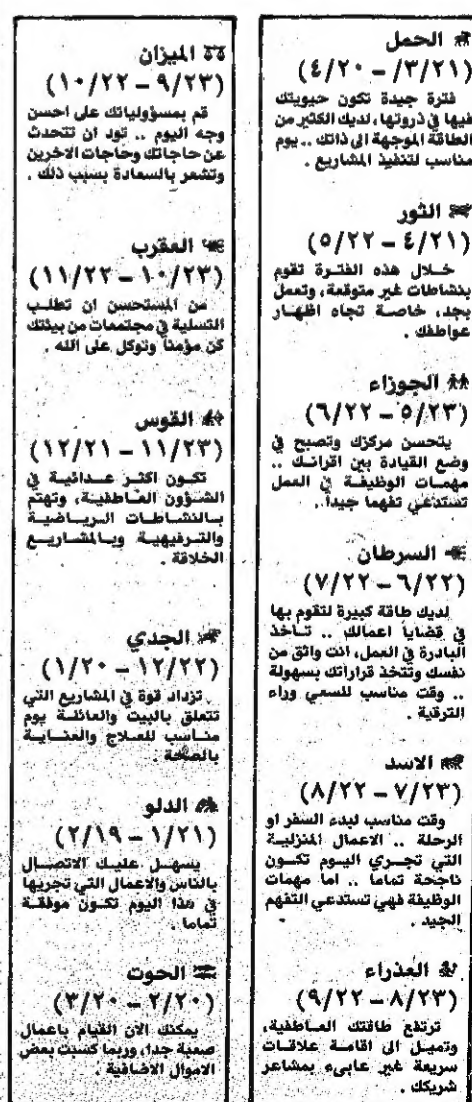 الحمل
(٣/٢١/ – ٤/٢٠)
فترة جيدة تكون حيويتك
فيها في ذروتها، لديك الكثير من
الطاقة الموجهة الى ذاتك .. يوم
مناسب لتنفيذ المشاريع .
الثور
(٤/٢١ – ٥/٢٢)
خلال هذه الفترة تقوم
بنشاطات غير متوقعة، وتعمل
بجد، خاصة تجاه اظهار
عواطفك .
الجوزاء
(٥/٢٣ – ٦/٢٢)
يتحسن مركزك وتصبح في
وضع القيادة بين اقرانك ..
مهمات الوظيفة في العمل
تستدعي تفهما جيدا .
السرطان
(٦/٢٢ – ٧/٢٢)
لديك طاقة كبيرة لتقوم بها
في قضايا اعمالك .. تأخذ
البادرة في العمل، انت واثق من
نفسك وتتخذ قراراتك بسهولة
.. وقت مناسب للسعي وراء
الترقية .
الاسد
(٧/٢٣ – ٨/٢٢)
وقت مناسب لبدء السفر او
الرحلة .. الاعمال المنزلية
التي تجري اليوم تكون
ناجحة تماما .. اما مهمات
الوظيفة فهي تستدعي التفهم
الجيد .
العذراء
(٨/٢٣ – ٩/٢٢)
ترتفع طاقتك العاطفية،
وتميل الى اقامة علاقات
سريعة غير عابىء بمشاعر
شريكك .
الميزان
(٩/٢٣ – ١٠/٢٢)
قم بمسؤولياتك على احسن
وجه اليوم .. تود ان تتحدث
عن حاجاتك وحاجات الاخرين
وتشعر بالسعادة بسبب ذلك .
العقرب
(١٠/٢٣ – ١١/٢٢)
من المستحسن ان تطلب
التسلية في مجتمعات من بيئتك
كن مؤمنا وتوكل على الله .
القوس
(١١/٢٣ – ١٢/٢١)
تكون اكثر عدائية في
الشؤون العاطفية، وتهتم
بالنشاطات الرياضية
والترفيهية وبالمشاريع
الخلاقة .
الجدي
(١٢/٢٢ – ١/٢٠)
تزداد قوة في المشاريع التي
تتعلق بالبيت والعائلة يوم
مناسب للعلاج والعناية
بالصحة .
الدلو
(١/٢١ – ٢/١٩)
يسهل عليك الاتصال
بالناس والاعمال التي تجريها
في هذا اليوم تكون موفقة
تماما .
الحوت
(٢/٢٠ – ٣/٢٠)
يمكنك الان القيام باعمال
صعبة جدا، وربما كسبت بعض
الاموال الاضافية .